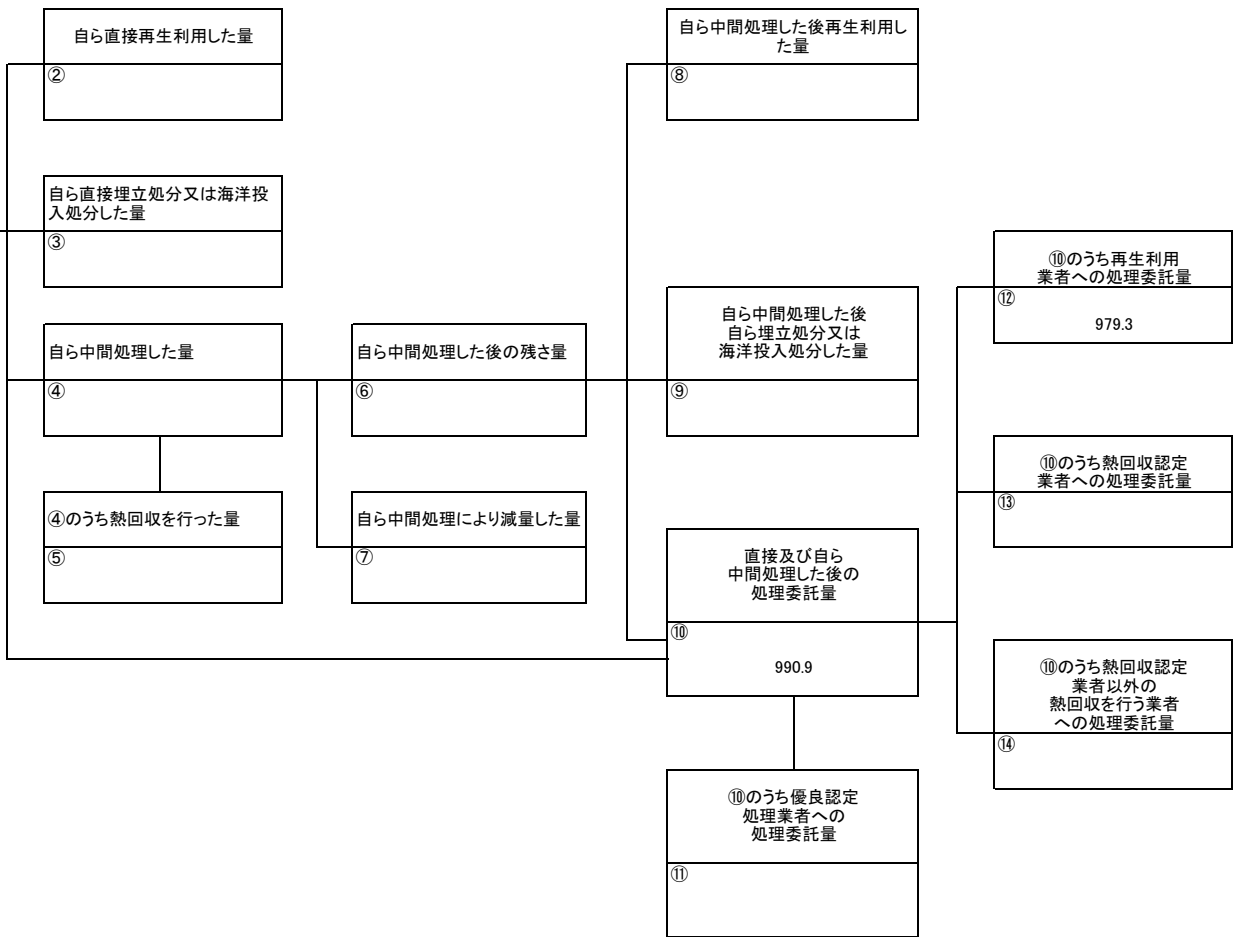 自ら直接再生利用した量
②
自ら中間処理した後再生利用し
た量
⑧
自ら直接埋立処分又は海洋投
入処分した量
③
⑩のうち再生利用
業者への処理委託量
⑫
979.3
自ら中間処理した量
④
自ら中間処理した後の残さ量
⑥
自ら中間処理した後
自ら埋立処分又は
海洋投入処分した量
⑨
⑩のうち熱回収認定
業者への処理委託量
⑬
④のうち熱回収を行った量
⑤
自ら中間処理により減量した量
⑦
直接及び自ら
中間処理した後の
処理委託量
⑩
990.9
⑩のうち熱回収認定
業者以外の
熱回収を行う業者
への処理委託量
⑭
⑩のうち優良認定
処理業者への
処理委託量
⑪